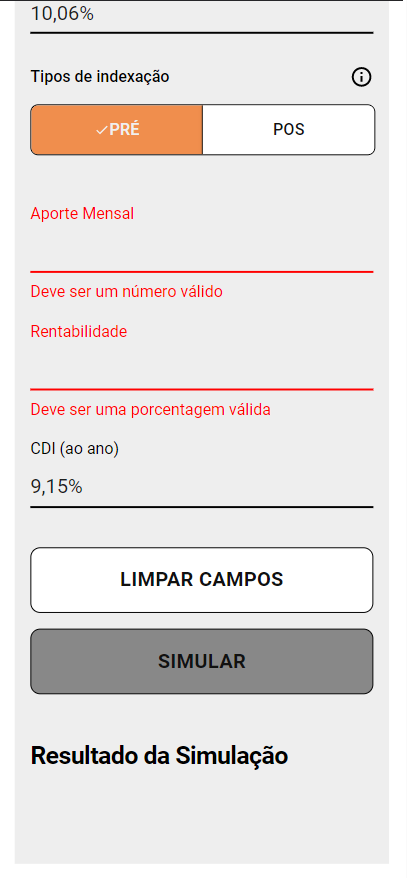 10,06%
Tipos de indexação
PRÉ
POS
Aporte Mensal
Deve ser um número válido
Rentabilidade
Deve ser uma porcentagem válida
CDI (ao ano)
9,15%
LIMPAR CAMPOS
SIMULAR
Resultado da Simulação